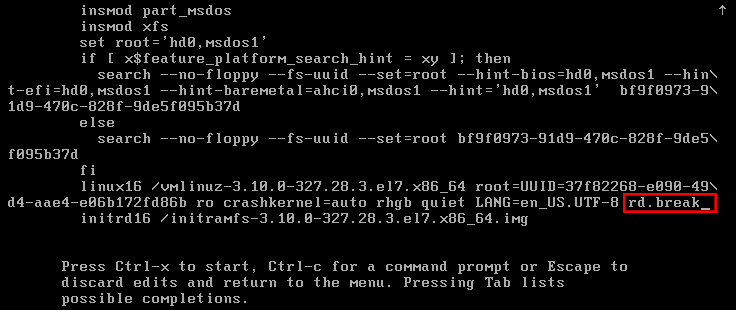 insmod part_msdos
insmod xfs
set root='hd0,msdos1'
if [ x$feature_platform_search_hint = xy ]; then
search --no-floppy --fs-uuid --set=root --hint-bios=hd0,msdos1 --hin\
t-efi=hd0,msdos1 --hint-baremetal=ahci0,msdos1 --hint='hd0,msdos1'  bf9f0973-9\
1d9-470c-828f-9de5f095b37d
else
search --no-floppy --fs-uuid --set=root bf9f0973-91d9-470c-828f-9de5\
f095b37d
fi
linux16 /vmlinuz-3.10.0-327.28.3.el7.x86_64 root=UUID=37f82268-e090-49\
d4-aae4-e06b172fd86b ro crashkernel=auto rhgb quiet LANG=en_US.UTF-8 rd.break_
initrd16 /initramfs-3.10.0-327.28.3.el7.x86_64.img
Press Ctrl-x to start, Ctrl-c for a command prompt or Escape to
discard edits and return to the menu. Pressing Tab lists
possible completions.